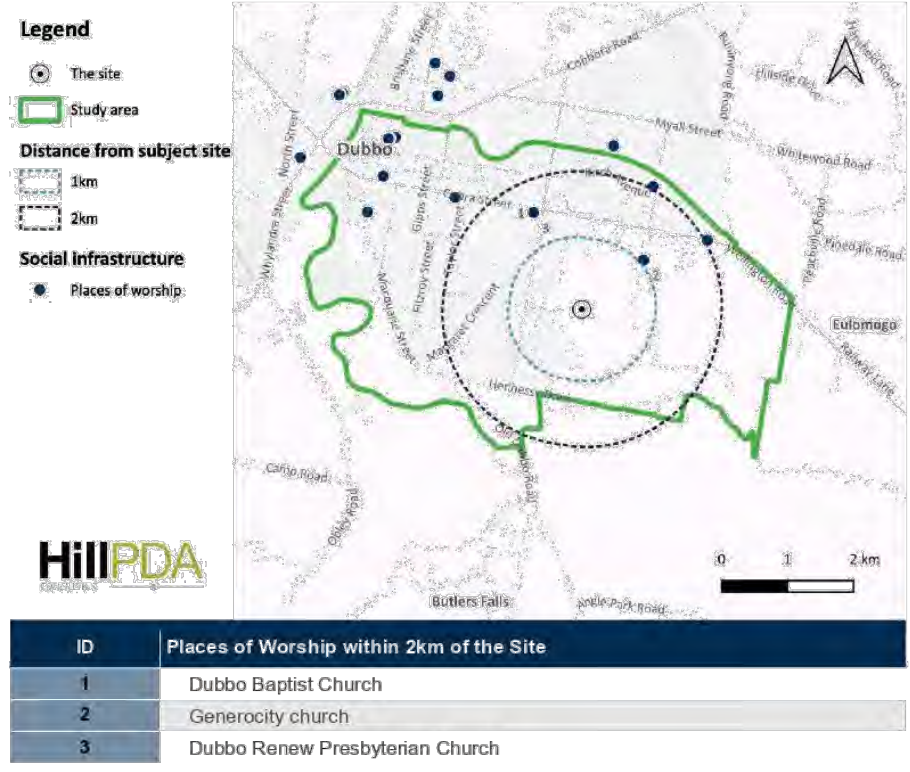 Legend
The site
Study area
Distance from subject site
1km
2km
Social infrastructure
Places of worship
HillPDA
Brisbane Street
Cobbora Road
Hillside Drive
Myall Street
Whitewood Road
North Street
Dubbo
Gipps Street
Fitzroy Street
Macquarie Street
Margaret Crescent
Whylandra Street
Wellington Road
Pinedale Road
Eulomogo
Railway Lane
Camp Road
Obley Road
Butlers Falls
Angle Park Road
1
2
0 1 2 km
ID Places of Worship within 2km of the Site
1 Dubbo Baptist Church
2 Generocity church
3 Dubbo Renew Presbyterian Church